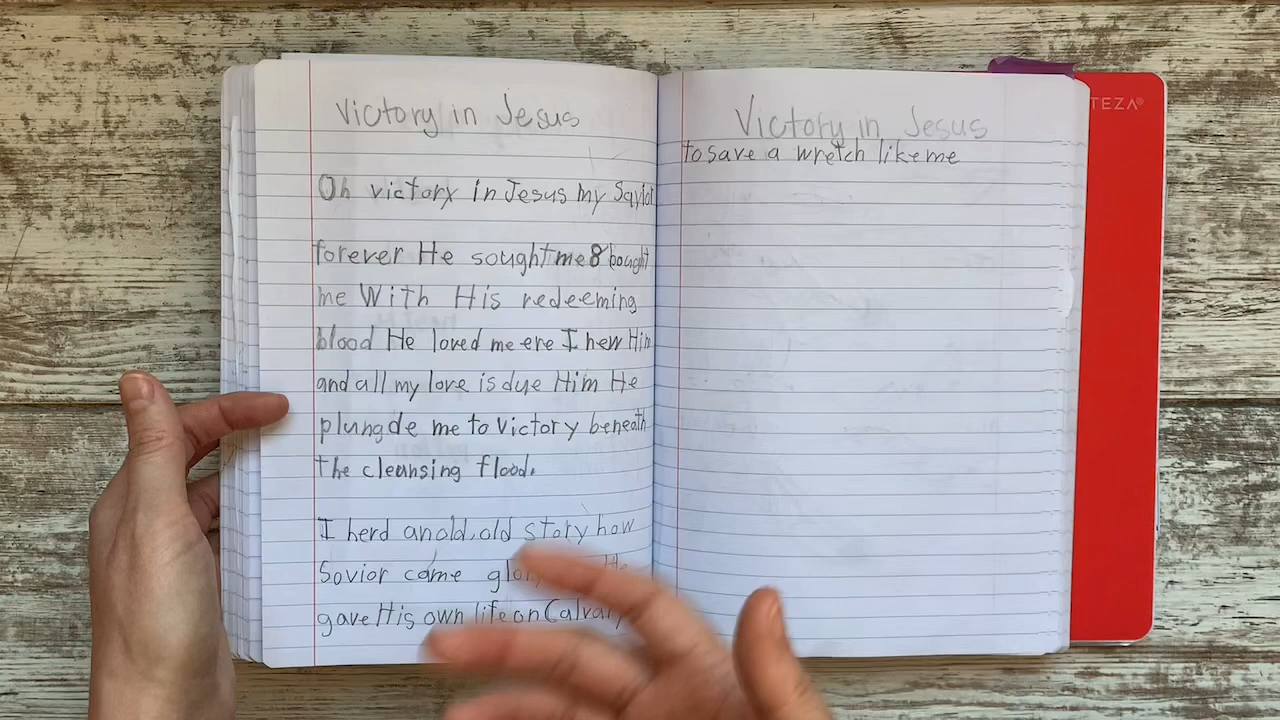 Victory in Jesus
Oh victory in Jesus my Savior
forever He sought me & bought
me With His redeeming
blood He loved me ere I hew Him
and all my love is due Him He
plungde me to victory beneath
the cleansing flood.
I herd an old, old story how
Savior came He
gave His own life on Calvary
Victory in Jesus
to save a wretch like me
TEZA®